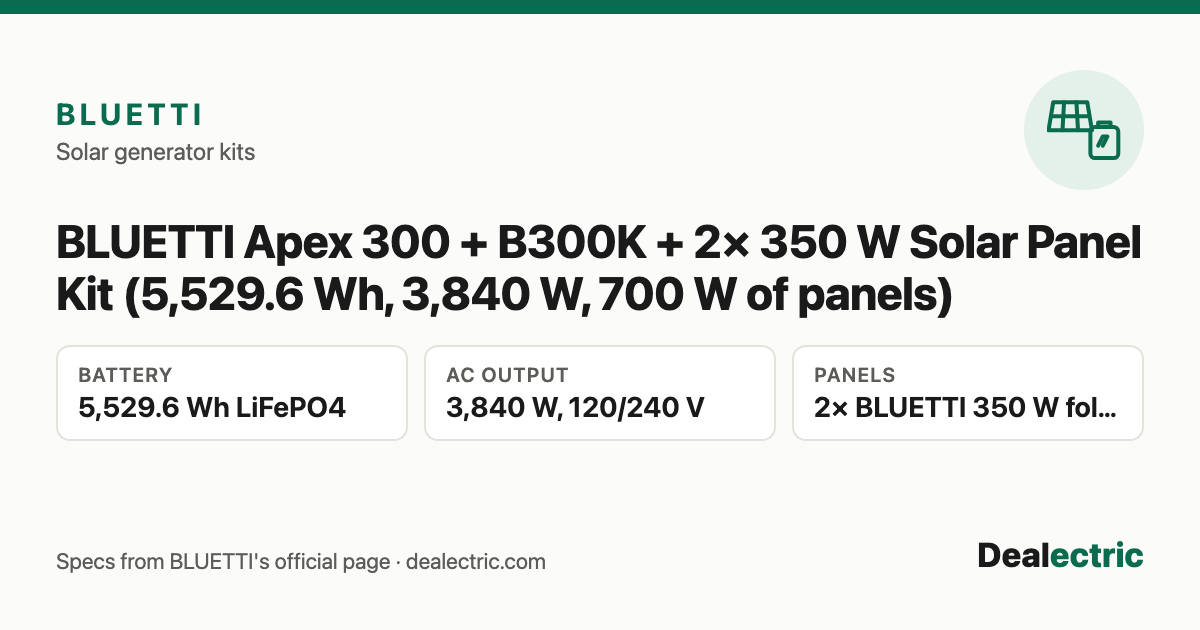 BLUETTI
Solar generator kits
BLUETTI Apex 300 + B300K + 2× 350 W Solar Panel
Kit (5,529.6 Wh, 3,840 W, 700 W of panels)
BATTERY
5,529.6 Wh LiFePO4
AC OUTPUT
3,840 W, 120/240 V
PANELS
2× BLUETTI 350 W fol...
Specs from BLUETTI's official page · dealectric.com
Dealectric